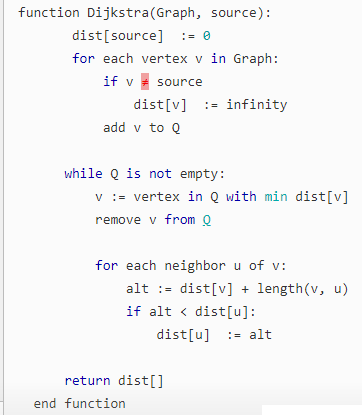 function Dijkstra(Graph, source):
dist[source] := 0
for each vertex v in Graph:
if v ≠ source
dist[v] := infinity
add v to Q
while Q is not empty:
v := vertex in Q with min dist[v]
remove v from Q
for each neighbor u of v:
alt := dist[v] + length(v, u)
if alt < dist[u]:
dist[u] := alt
return dist[]
end function